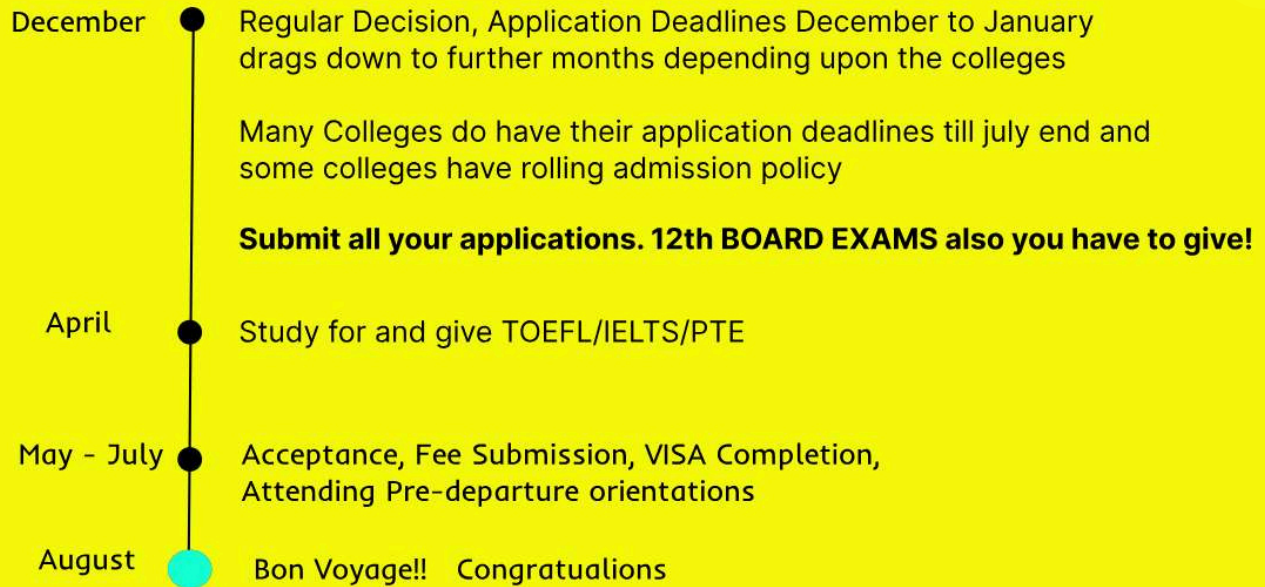 December
Regular Decision, Application Deadlines December to January
drags down to further months depending upon the colleges
Many Colleges do have their application deadlines till july end and
some colleges have rolling admission policy
Submit all your applications. 12th BOARD EXAMS also you have to give!
April
Study for and give TOEFL/IELTS/PTE
May - July
Acceptance, Fee Submission, VISA Completion,
Attending Pre-departure orientations
August
Bon Voyage!! Congratualions